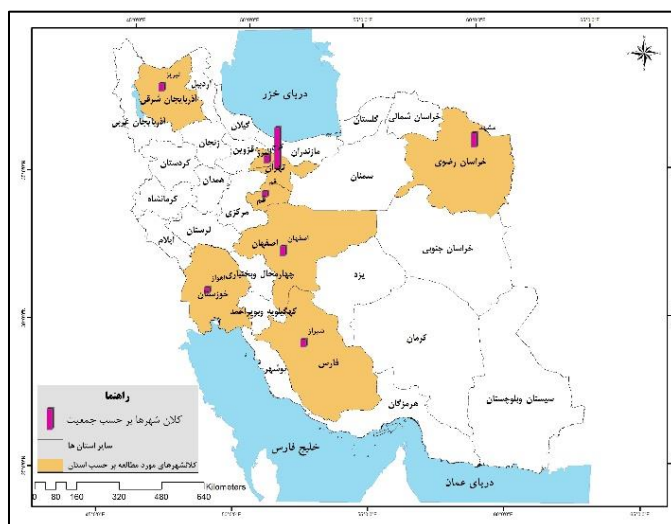 تبریز
اردبیل
آذربایجان شرقی
آذربایجان غربی
دریای خزر
گیلان
گلستان
خراسان شمالی
مشهد
خراسان رضوی
زنجان
قزوین
مازندران
تهران
سمنان
کردستان
همدان
قم
قم
کرمانشاه
مرکزی
لرستان
ایلام
اصفهان
اصفهان
خراسان جنوبی
چهارمحال وبختیاری
یزد
اهواز
خوزستان
کهگیلویه وبویراحمد
شیراز
فارس
کرمان
بوشهر
هرمزگان
سیستان وبلوچستان
خلیج فارس
دریای عمان
راهنما
کلان شهرها بر حسب جمعیت
سایر استان ها
کلانشهرهای مورد مطالعه بر حسب استان
Kilometers
0 80 160 320 480 640